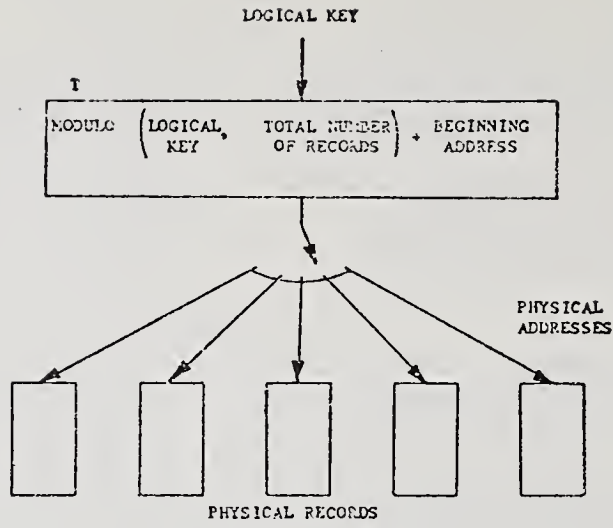 LOGICAL KEY
T
MODULO (LOGICAL KEY, TOTAL NUMBER OF RECORDS) + BEGINNING ADDRESS
PHYSICAL ADDRESSES
PHYSICAL RECORDS